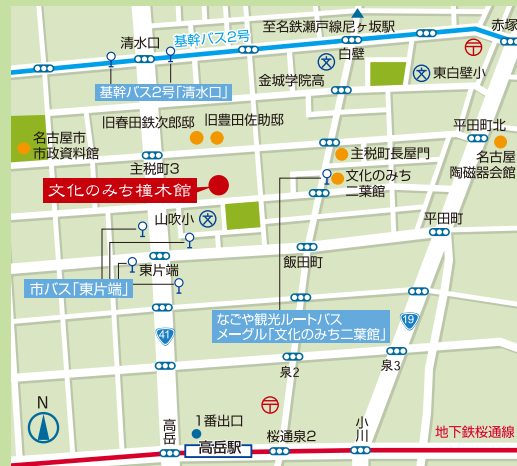 至名鉄瀬戸線尼ヶ坂駅
赤塚
清水口
基幹バス2号
白壁
金城学院高
東白壁小
基幹バス2号「清水口」
旧春田鉄次郎邸
旧豊田佐助邸
平田町北
名古屋市
市政資料館
主税町3
主税町長屋門
名古屋
陶磁器会館
文化のみち
二葉館
文化のみち橦木館
山吹小
平田町
東片端
飯田町
市バス「東片端」
なごや観光ルートバス
メーグル「文化のみち二葉館」
19
41
泉2
泉3
N
高岳
1番出口
高岳駅
桜通泉2
小川
地下鉄桜通線